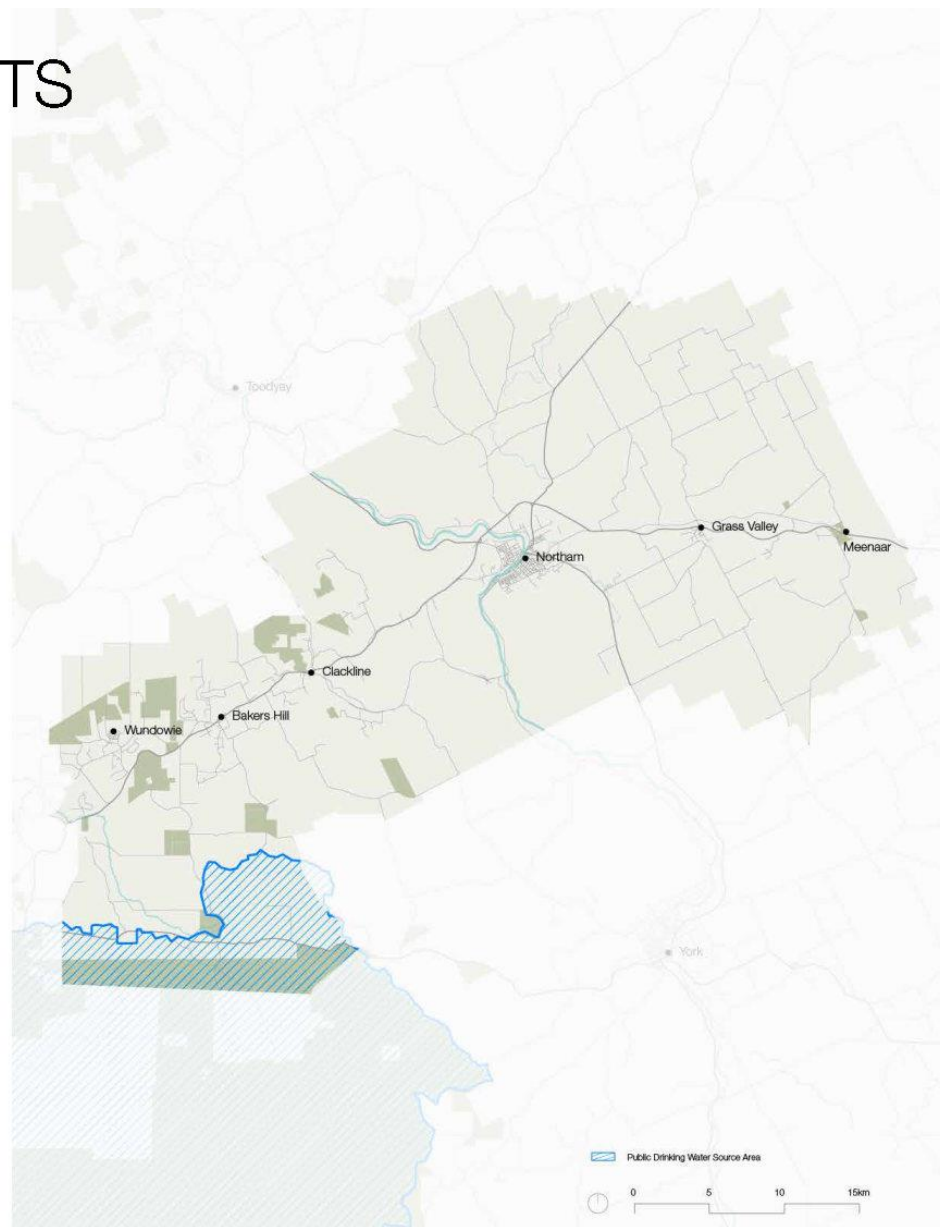 TS
Toodyay
Grass Valley
Meenaar
Northam
Clackline
Bakers Hill
Wundowie
York
Public Drinking Water Source Area
0 5 10 15km